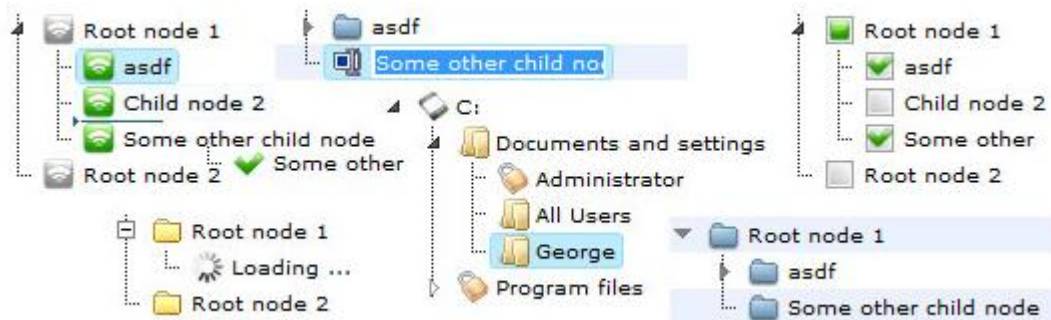 Root node 1
asdf
Child node 2
Some other child node
Some other
Root node 2
asdf
Some other child no
C:
Documents and settings
Administrator
All Users
George
Program files
Root node 1
asdf
Child node 2
Some other
Root node 2
Root node 1
Loading ...
Root node 2
Root node 1
asdf
Some other child node